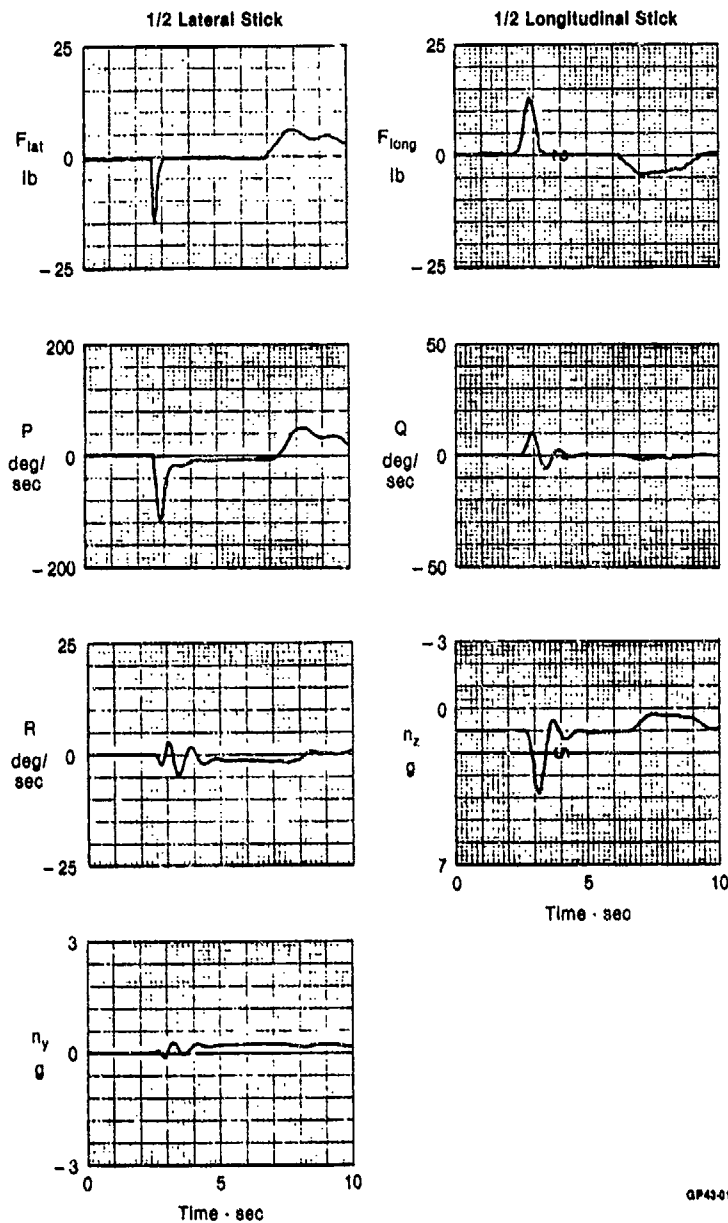 1/2 Lateral Stick
25
F_lat
lb
0
– 25
200
P
deg/
sec
0
– 200
25
R
deg/
sec
0
– 25
3
n_y
g
0
– 3
0
5
10
Time - sec
1/2 Longitudinal Stick
25
F_long
lb
0
– 25
50
Q
deg/
sec
0
– 50
– 3
0
n_z
g
7
0
5
10
Time - sec